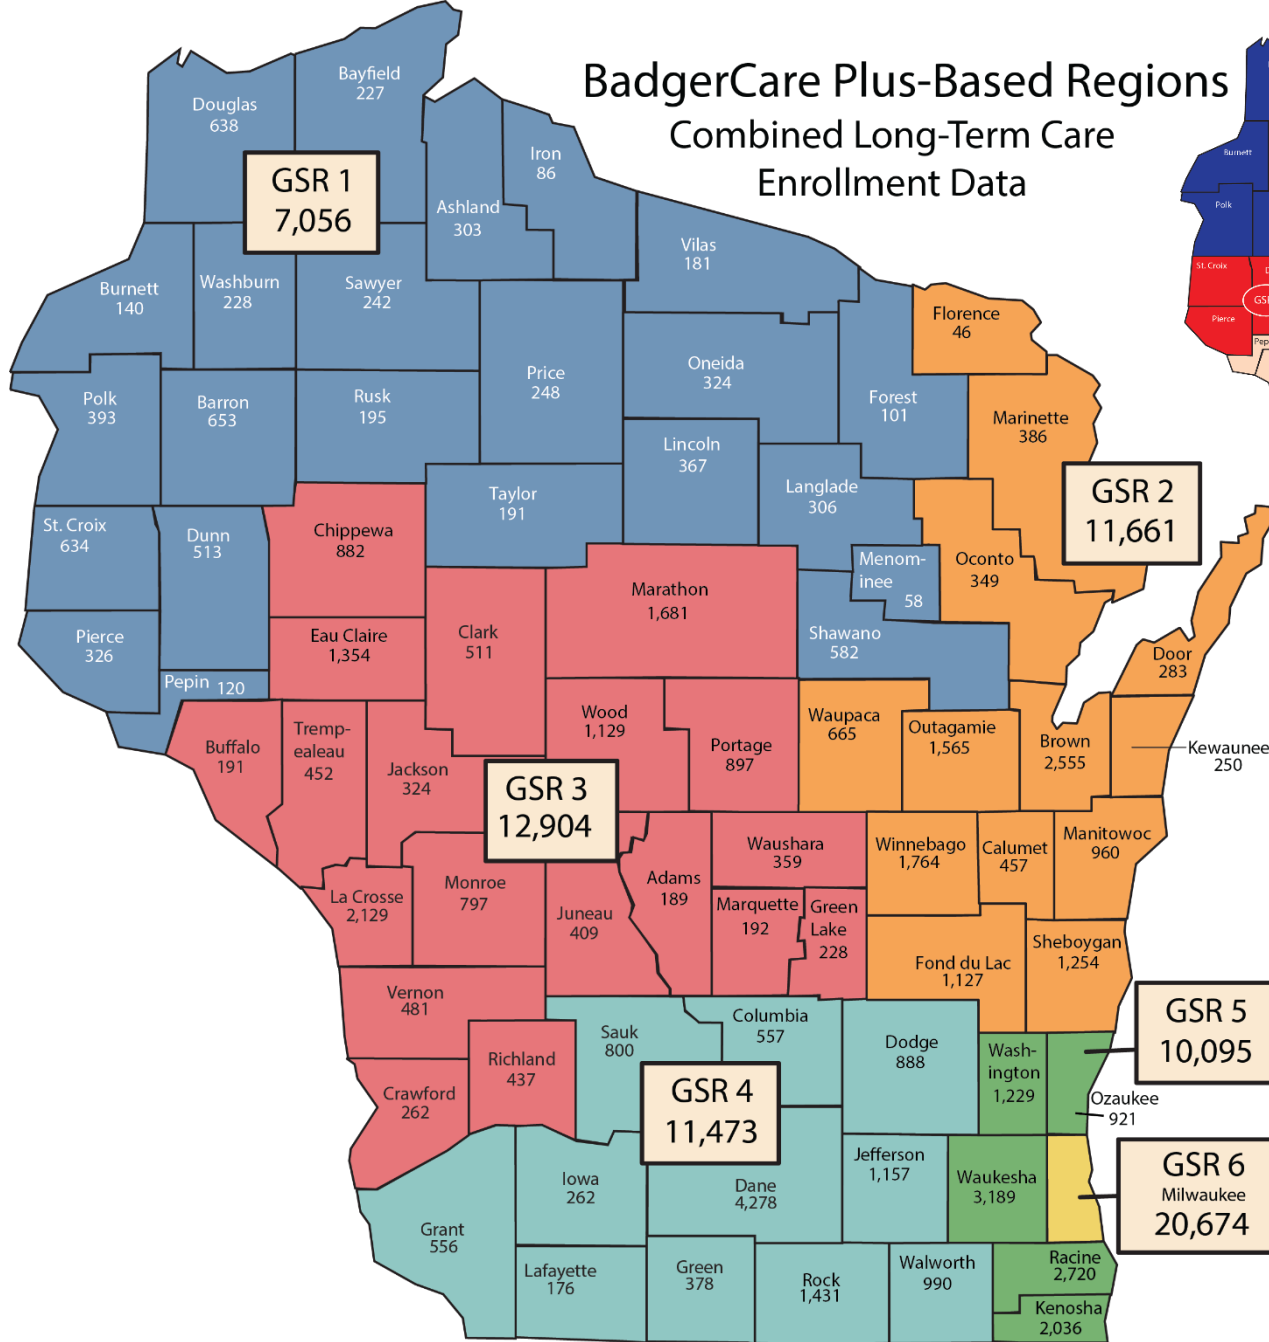 BadgerCare Plus-Based Regions
Combined Long-Term Care
Enrollment Data
Douglas
638
Bayfield
227
GSR 1
7,056
Ashland
303
Iron
86
Vilas
181
Burnett
140
Washburn
228
Sawyer
242
Price
248
Oneida
324
Forest
101
Florence
46
Marinette
386
Polk
393
Barron
653
Rusk
195
Taylor
191
Lincoln
367
Langlade
306
GSR 2
11,661
St. Croix
634
Dunn
513
Chippewa
882
Oconto
349
Menom-
inee
58
Marathon
1,681
Pierce
326
Eau Claire
1,354
Clark
511
Shawano
582
Door
283
Pepin 120
Buffalo
191
Tremp-
ealeau
452
Jackson
324
Wood
1,129
Portage
897
Waupaca
665
Outagamie
1,565
Brown
2,555
Kewaunee
250
GSR 3
12,904
Waushara
359
Winnebago
1,764
Calumet
457
Manitowoc
960
La Crosse
2,129
Monroe
797
Juneau
409
Adams
189
Marquette
192
Green
Lake
228
Fond du Lac
1,127
Sheboygan
1,254
Vernon
481
Richland
437
Crawford
262
Sauk
800
Columbia
557
Dodge
888
Wash-
ington
1,229
GSR 5
10,095
Ozaukee
921
GSR 4
11,473
Iowa
262
Dane
4,278
Jefferson
1,157
Waukesha
3,189
GSR 6
Milwaukee
20,674
Grant
556
Lafayette
176
Green
378
Rock
1,431
Walworth
990
Racine
2,720
Kenosha
2,036
Burnett
Polk
St. Croix
Pierce